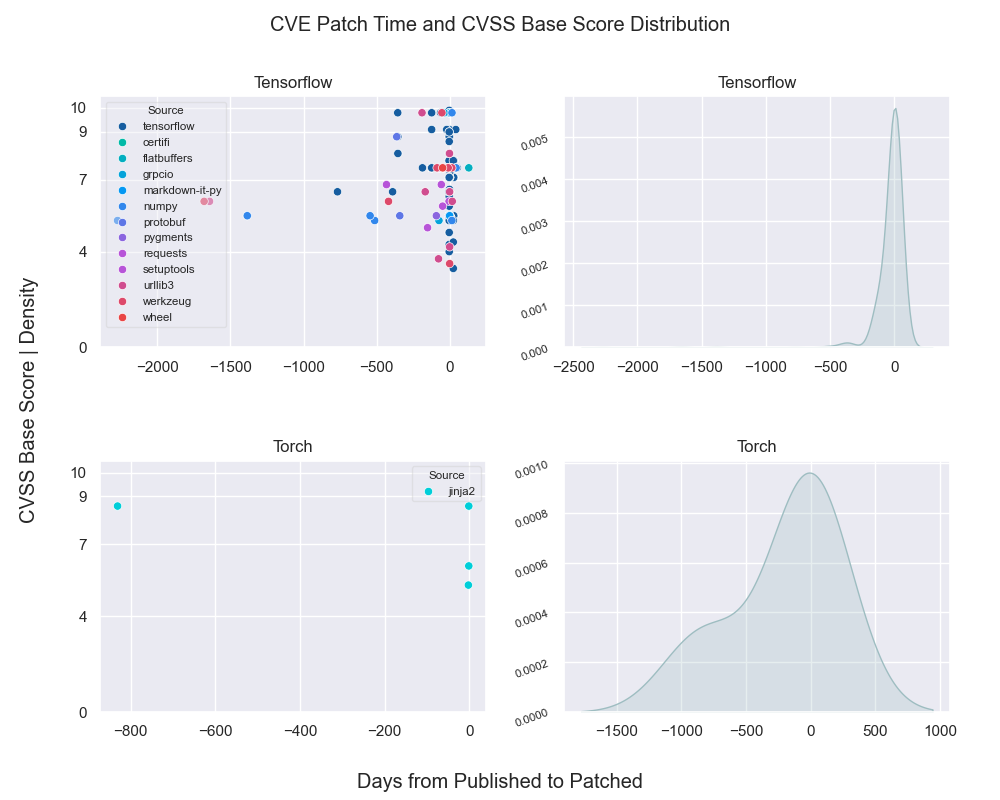 CVE Patch Time and CVSS Base Score Distribution
CVSS Base Score | Density
Tensorflow
10
9
7
4
0
Source
tensorflow
certifi
flatbuffers
grpcio
markdown-it-py
numpy
protobuf
pygments
requests
setuptools
urllib3
werkzeug
wheel
−2000 −1500 −1000 −500 0
Tensorflow
0.005
0.004
0.003
0.002
0.001
0.000
−2500 −2000 −1500 −1000 −500 0
Torch
10
9
7
4
0
Source
jinja2
−800 −600 −400 −200 0
Torch
0.0010
0.0008
0.0006
0.0004
0.0002
0.0000
−1500 −1000 −500 0 500 1000
Days from Published to Patched